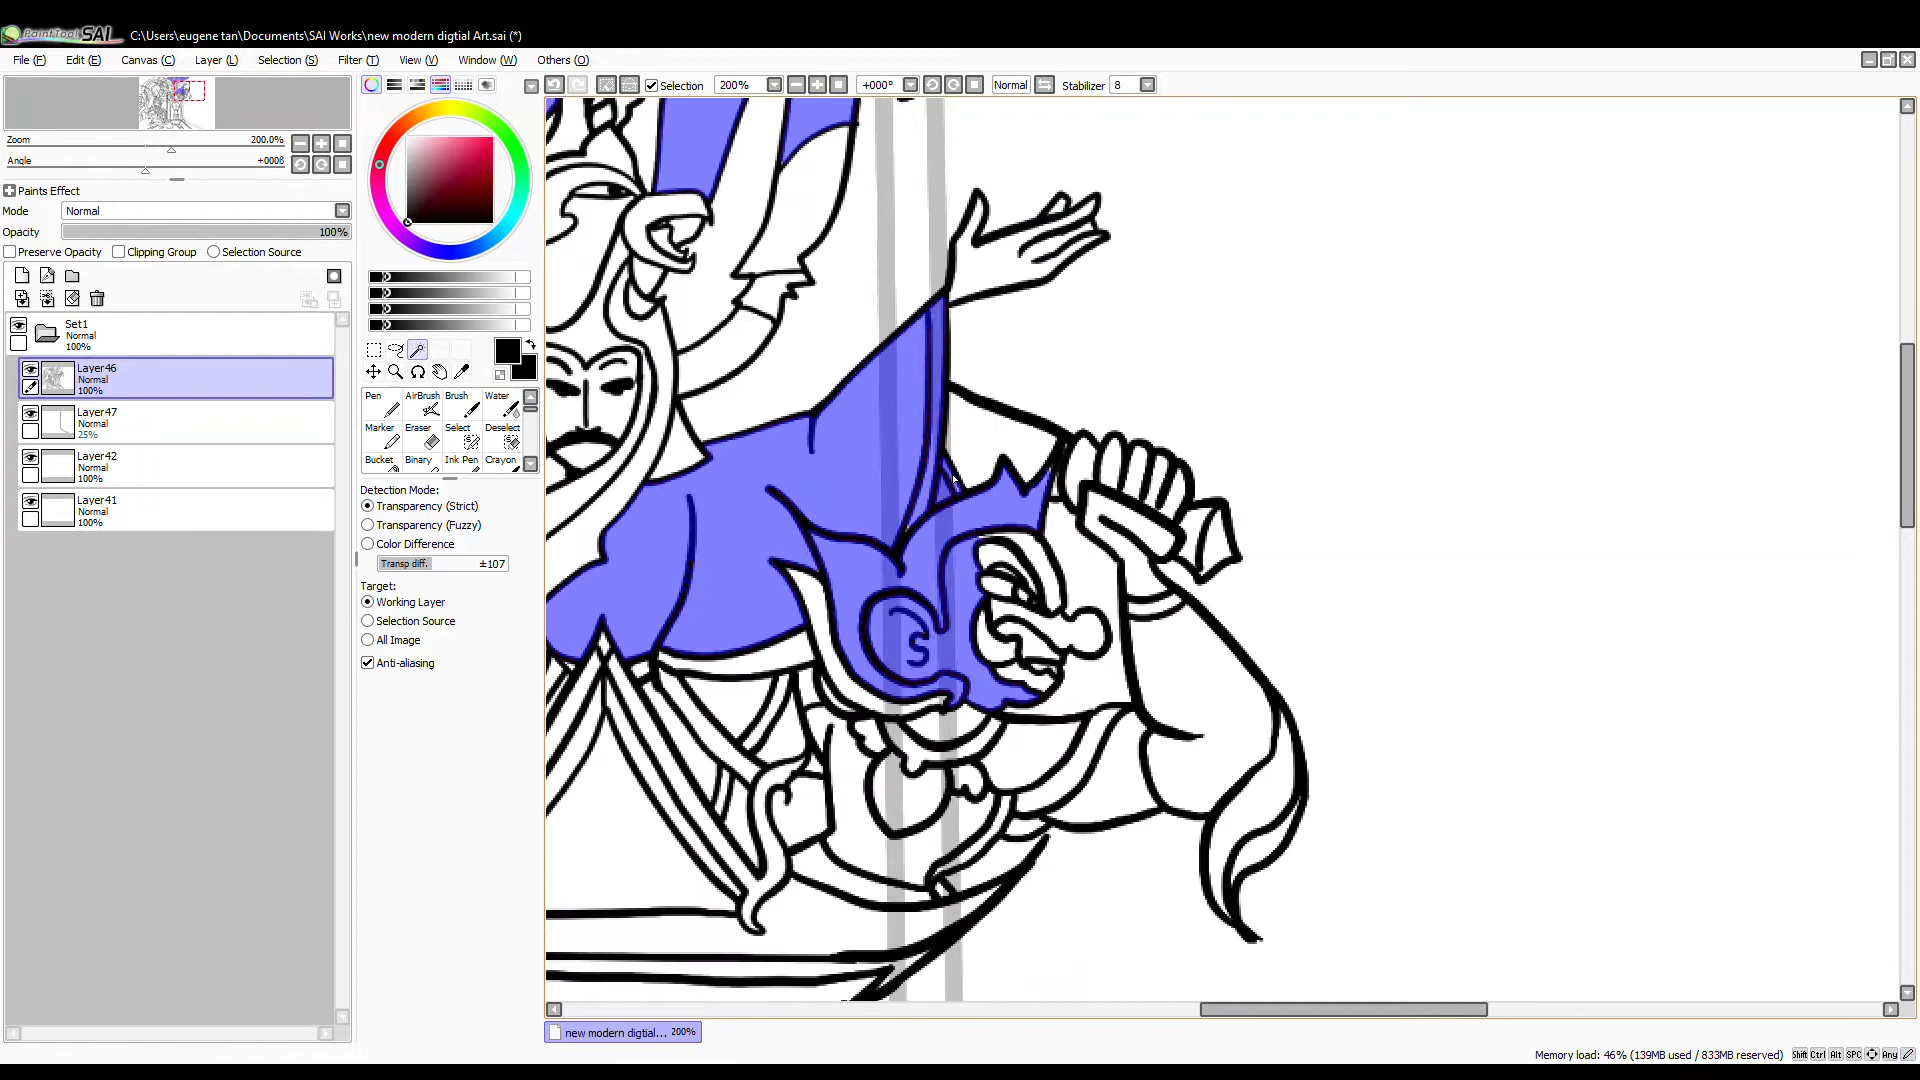 PaintTool SAI C:\Users\eugene tan\Documents\SAI Works\new modern digtial Art.sai (*)
File (F) Edit (E) Canvas (C) Layer (L) Selection (S) Filter (T) View (V) Window (W) Others (O)
Selection 200% +000° Normal Stabilizer 8
Zoom 200.0%
Angle +0008
Paints Effect
Mode Normal
Opacity 100%
Preserve Opacity Clipping Group Selection Source
Set1
Normal
100%
Layer46
Normal
100%
Layer47
Normal
25%
Layer42
Normal
100%
Layer41
Normal
100%
Pen AirBrush Brush Water
Marker Eraser Select Deselect
Bucket Binary Ink Pen Crayon
Detection Mode:
Transparency (Strict)
Transparency (Fuzzy)
Color Difference
Transp diff. ±107
Target:
Working Layer
Selection Source
All Image
Anti-aliasing
S
new modern digtial... 200%
Memory load: 46% (139MB used / 833MB reserved) Shift Ctrl Alt SPC Any